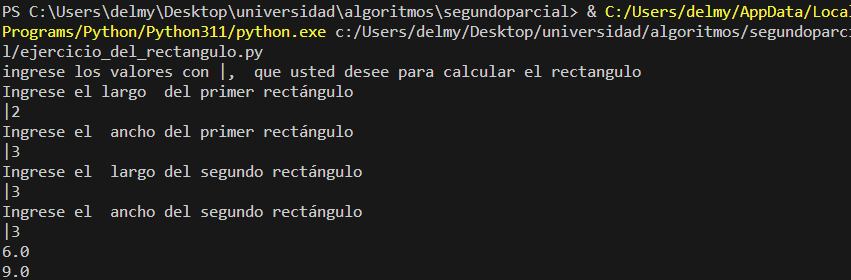 PS C:\Users\delmy\Desktop\universidad\algoritmos\segundoparcial> & C:/Users/delmy/AppData/Local
Programs/Python/Python311/python.exe c:/Users/delmy/Desktop/universidad/algoritmos/segundoparci
l/ejercicio_del_rectangulo.py
ingrese los valores con |,  que usted desee para calcular el rectangulo
Ingrese el largo  del primer rectángulo
|2
Ingrese el  ancho del primer rectángulo
|3
Ingrese el  largo del segundo rectángulo
|3
Ingrese el  ancho del segundo rectángulo
|3
6.0
9.0